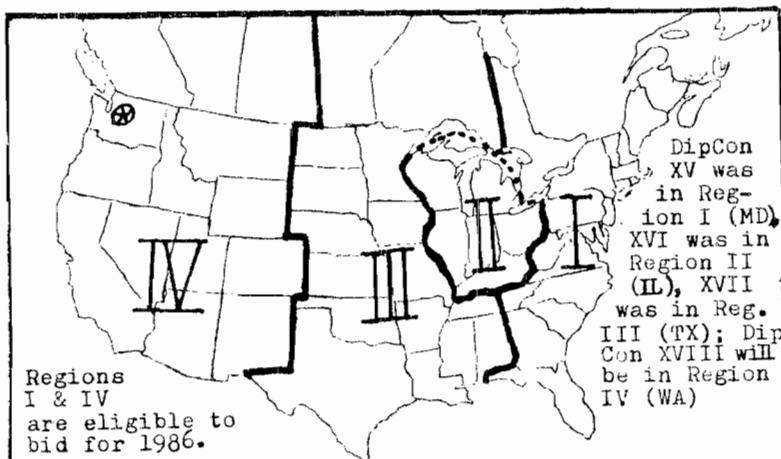 IV
III
II
I
DipCon
XV was
in Reg-
ion I (MD),
XVI was in
Region II
(IL), XVII
was in Reg.
III (TX); Dip
Con XVIII will
be in Region
IV (WA)
Regions
I & IV
are eligible to
bid for 1986.